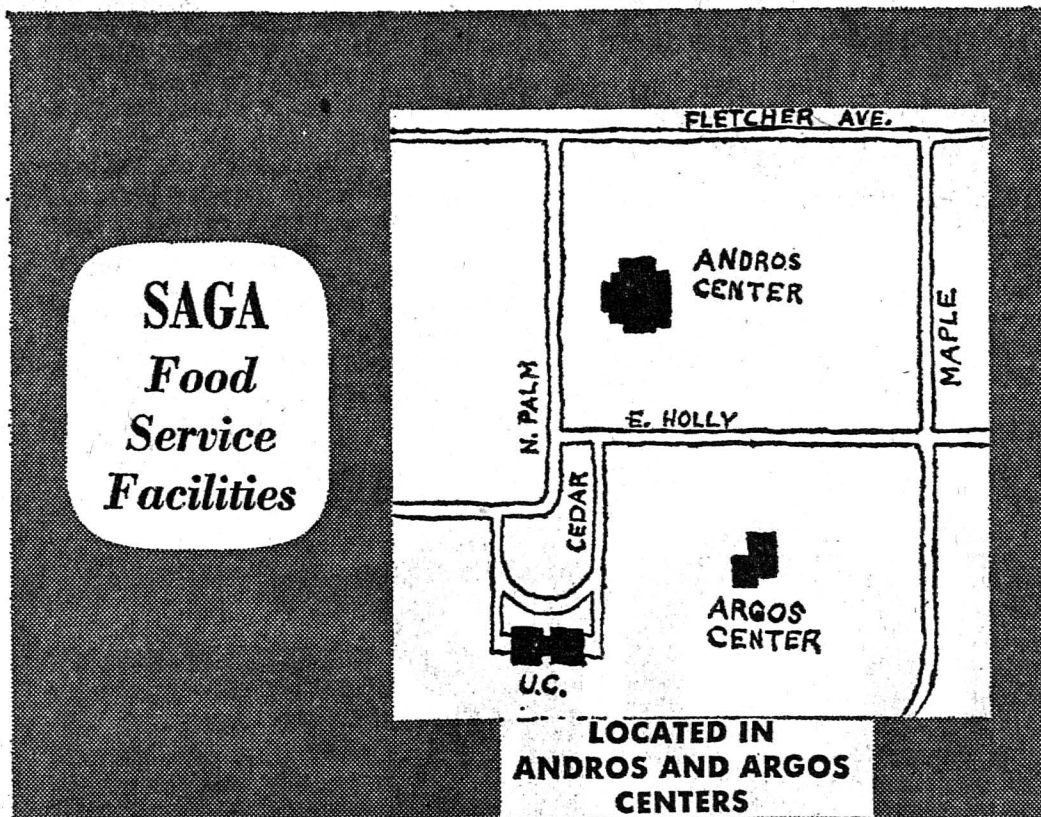 SAGA
Food
Service
Facilities
FLETCHER AVE.
ANDROS
CENTER
MAPLE
N. PALM
E. HOLLY
CEDAR
ARGOS
CENTER
U.C.
LOCATED IN
ANDROS AND ARGOS
CENTERS